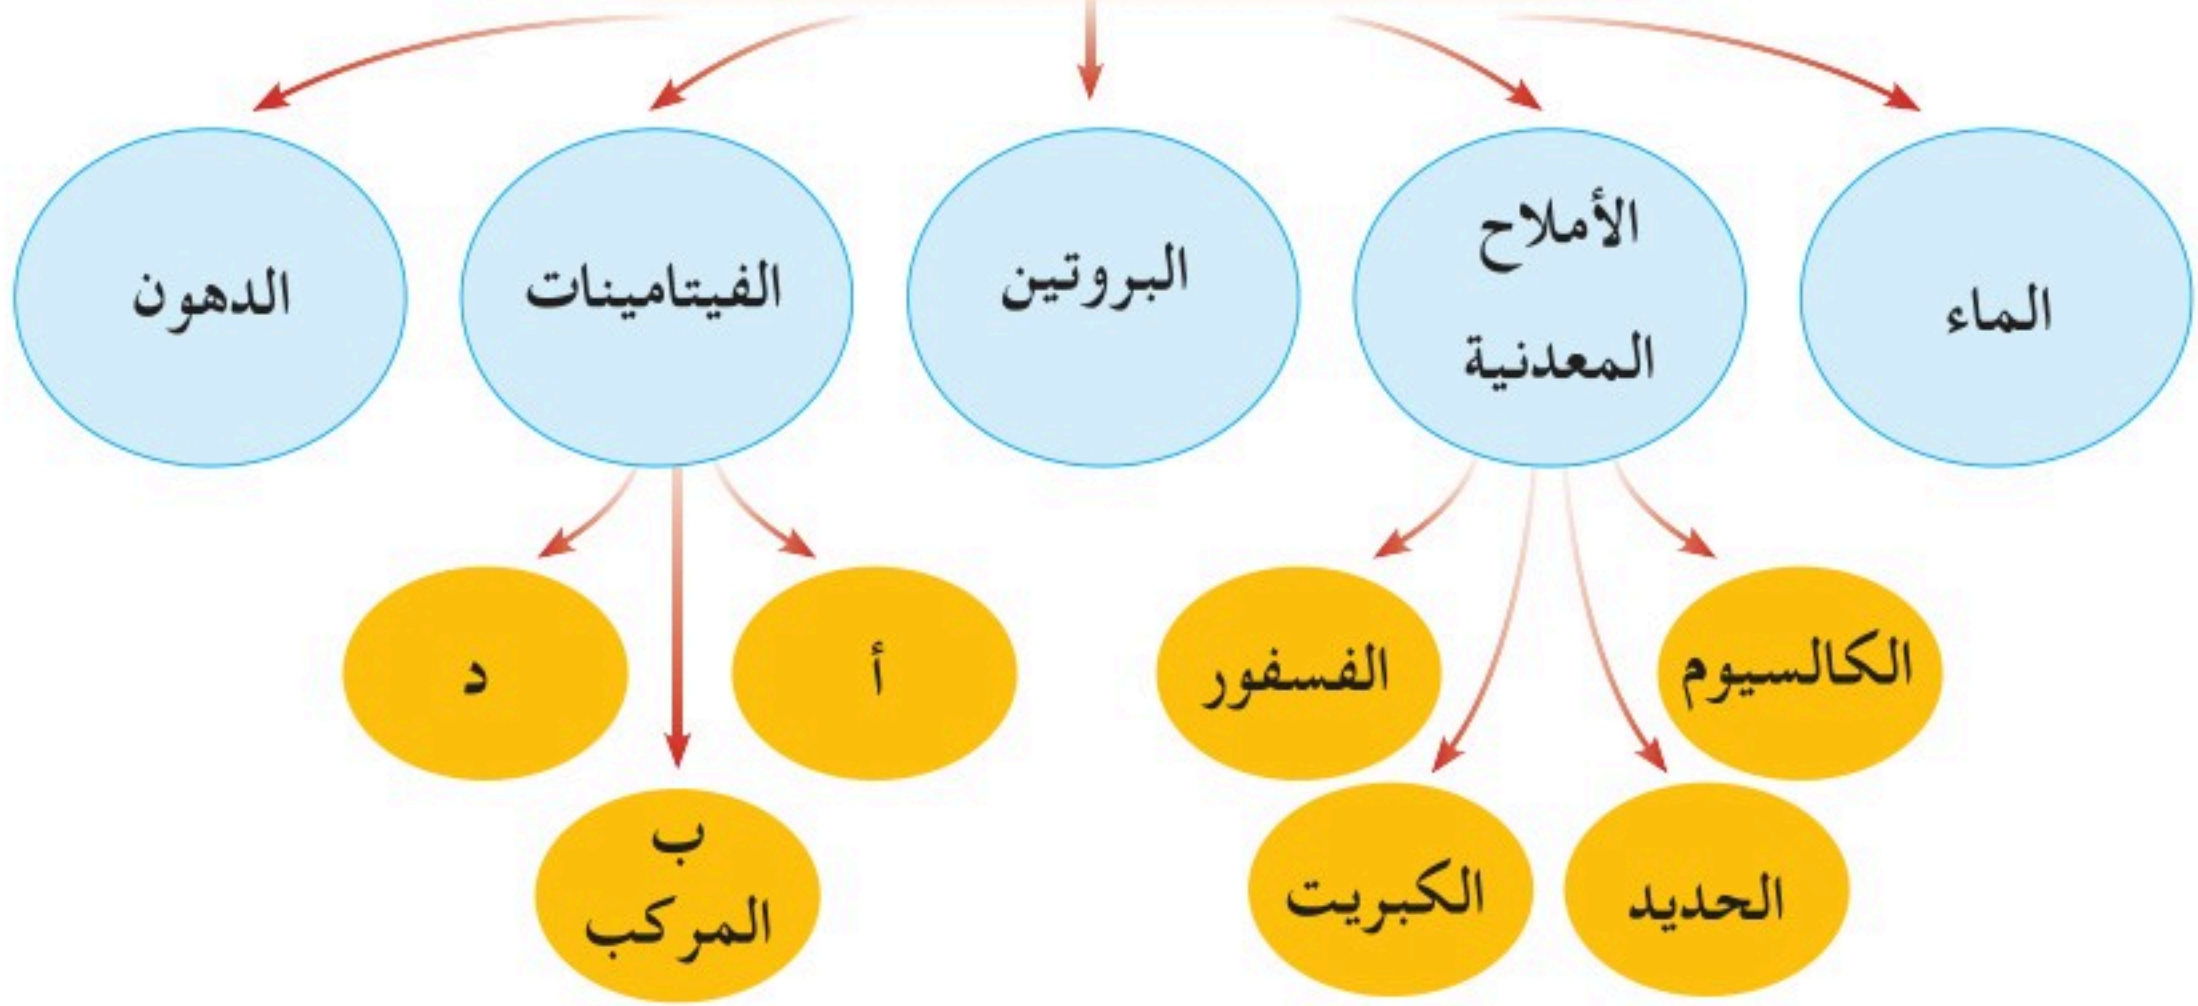 الماء
الأملاح
المعدنية
البروتين
الفيتامينات
الدهون
الكالسيوم
الفسفور
أ
د
الحديد
الكبريت
ب
المركب